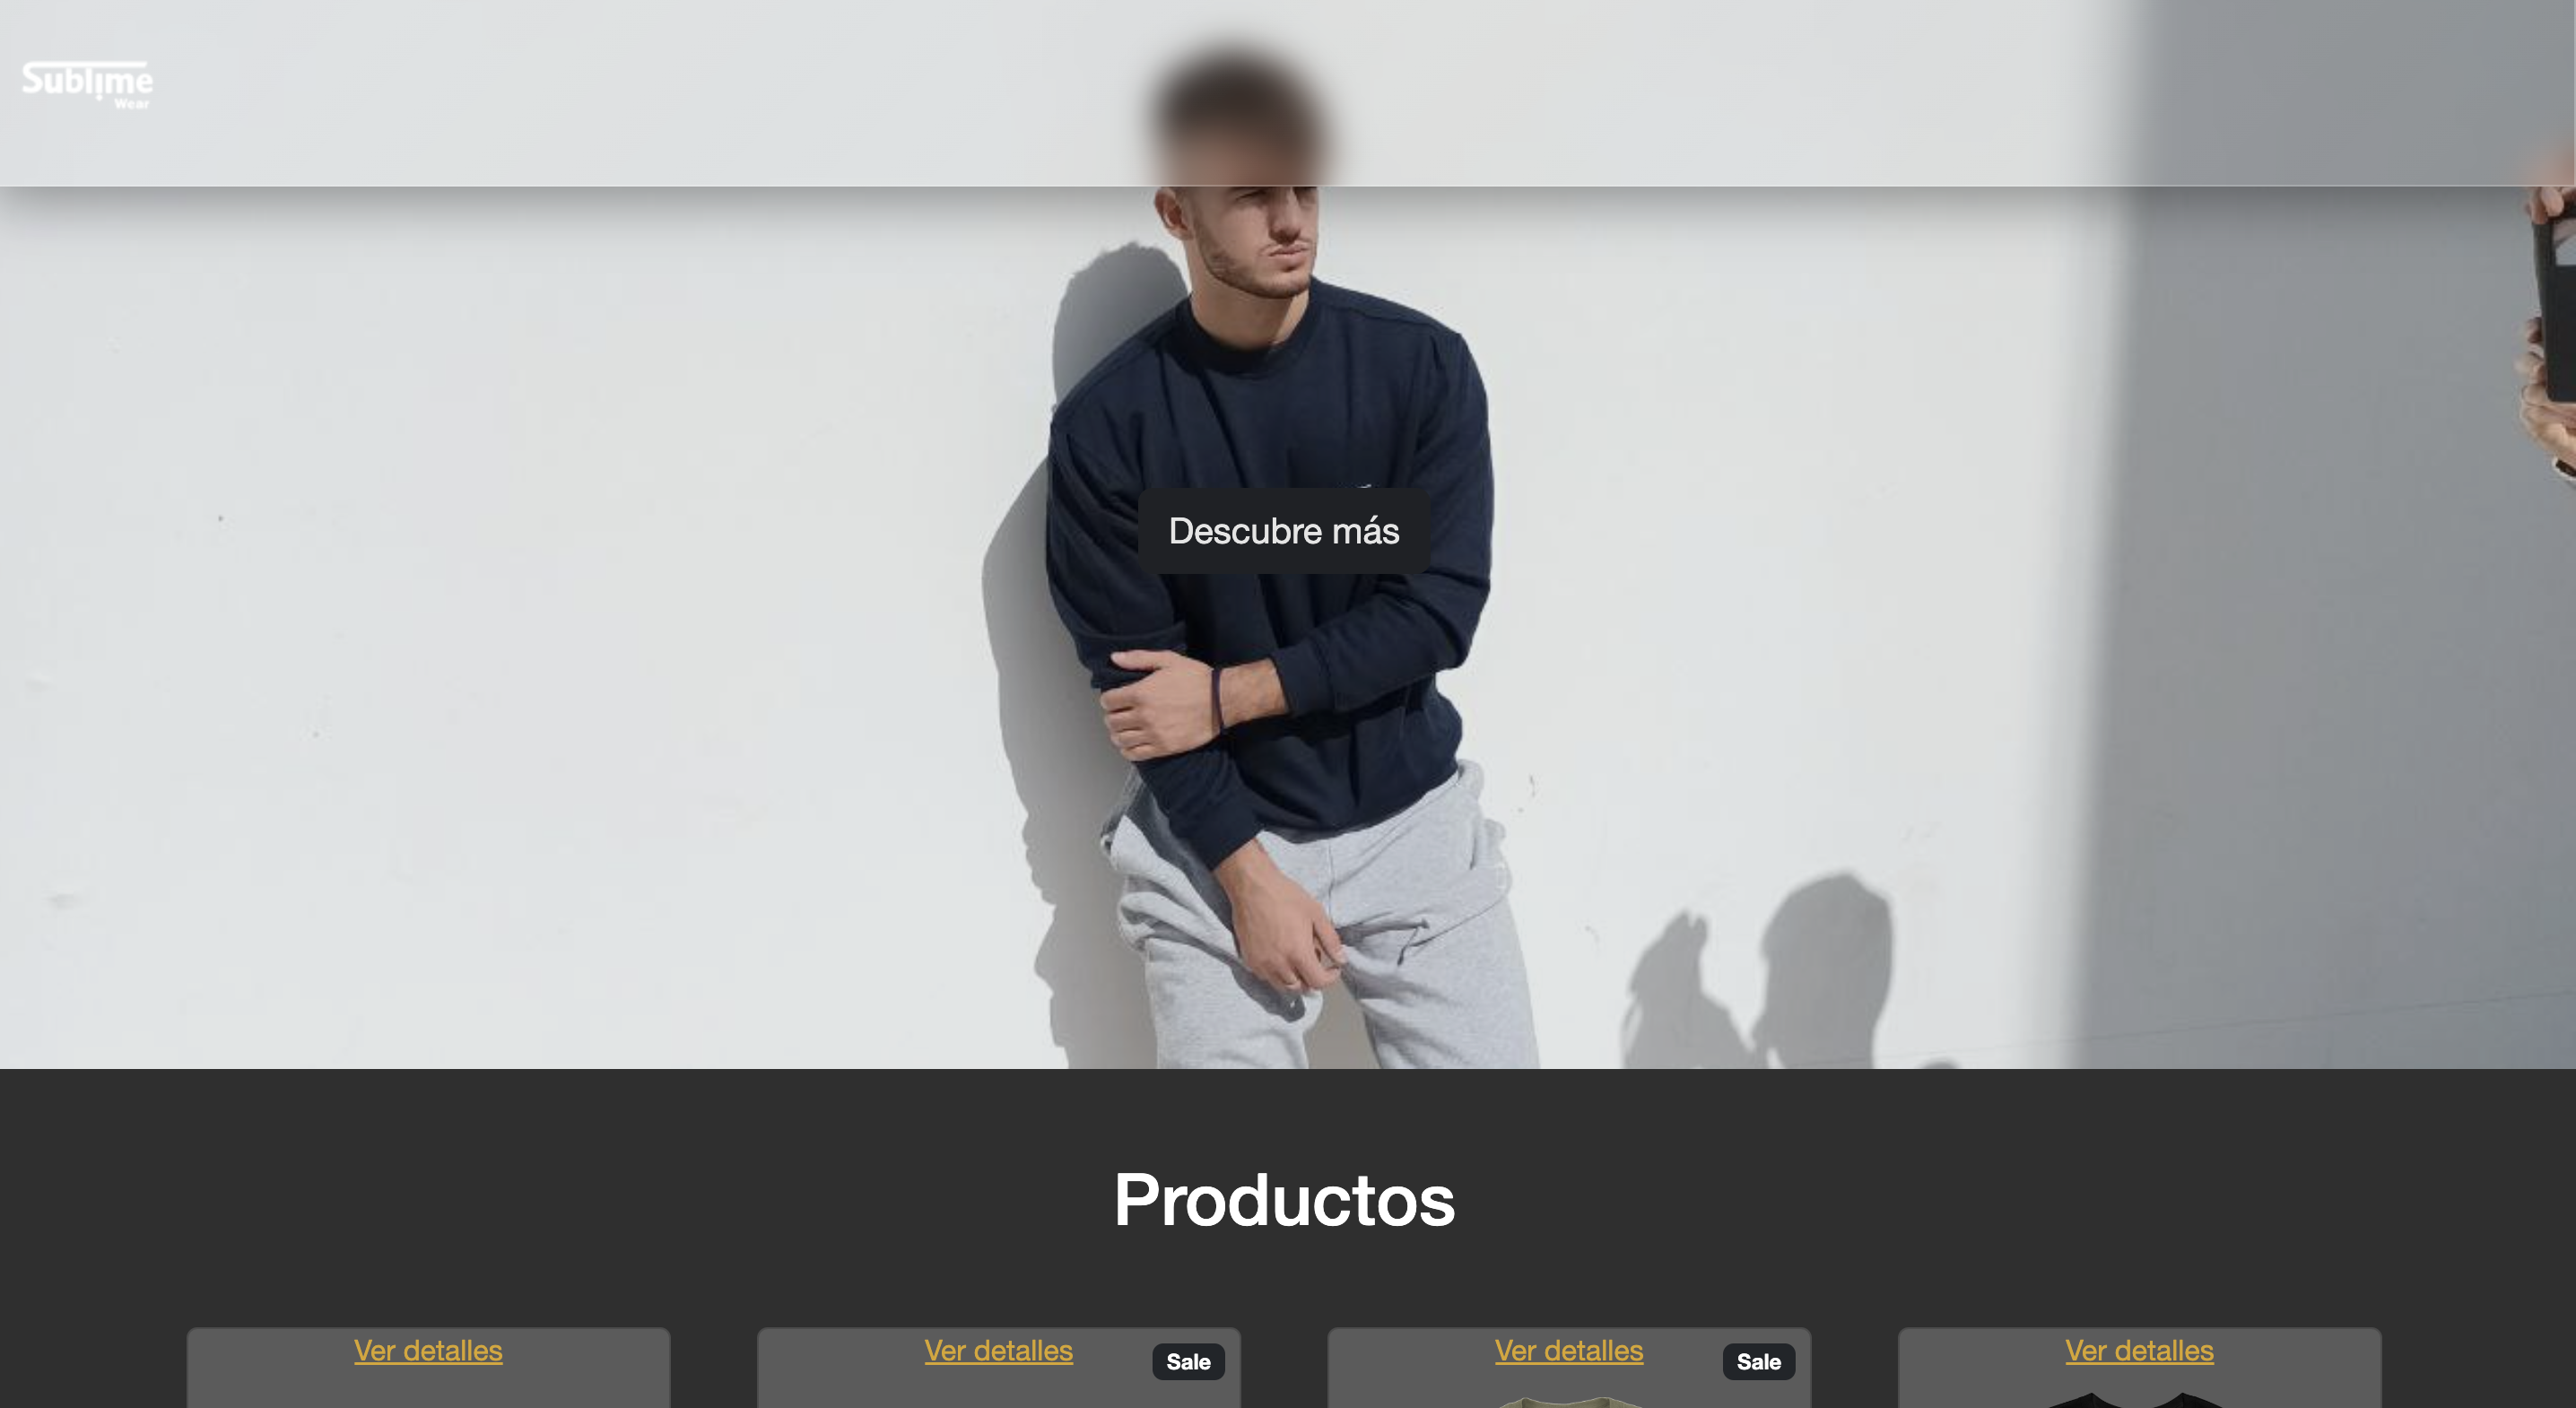 Sublime
Wear
Descubre más
Productos
Ver detalles
Ver detalles
Sale
Ver detalles
Sale
Ver detalles